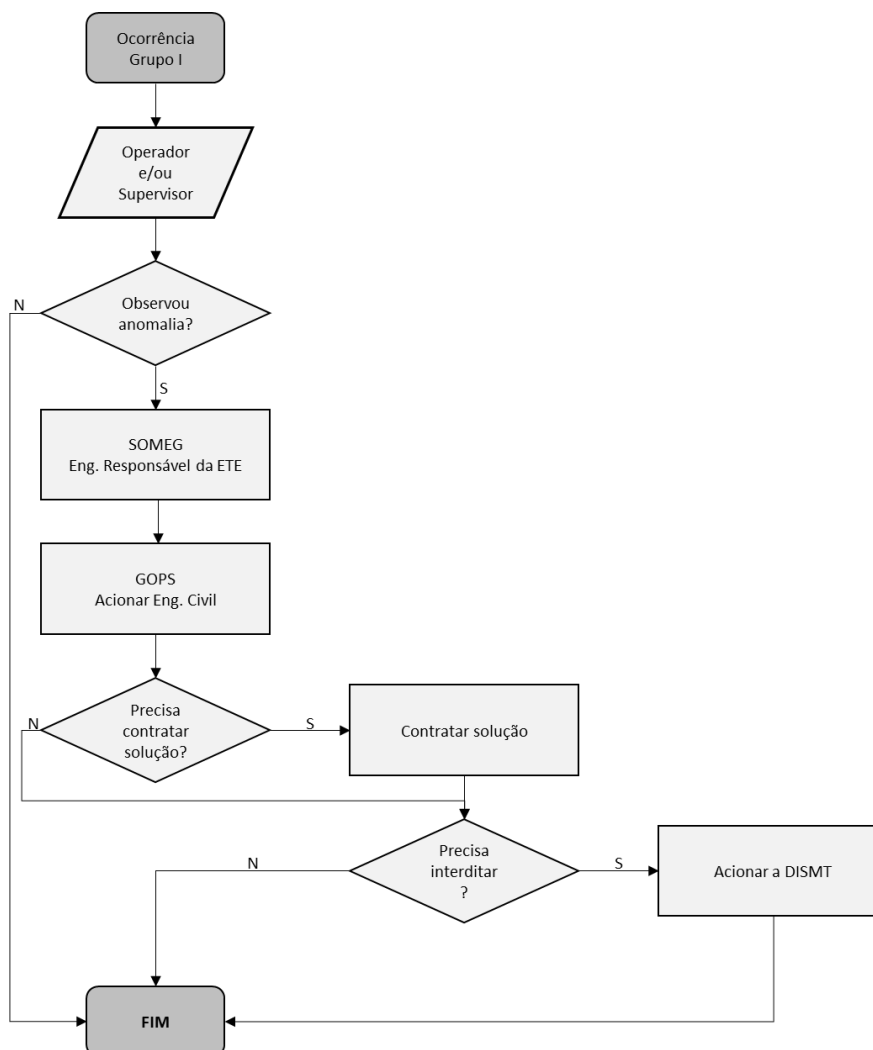 Ocorrência
Grupo I
Operador
e/ou
Supervisor
N
Observou
anomalia?
S
SOMEG
Eng. Responsável da ETE
GOPS
Acionar Eng. Civil
N
Precisa
contratar
solução?
S
Contratar solução
N
Precisa
interditar
?
S
Acionar a DISMT
FIM